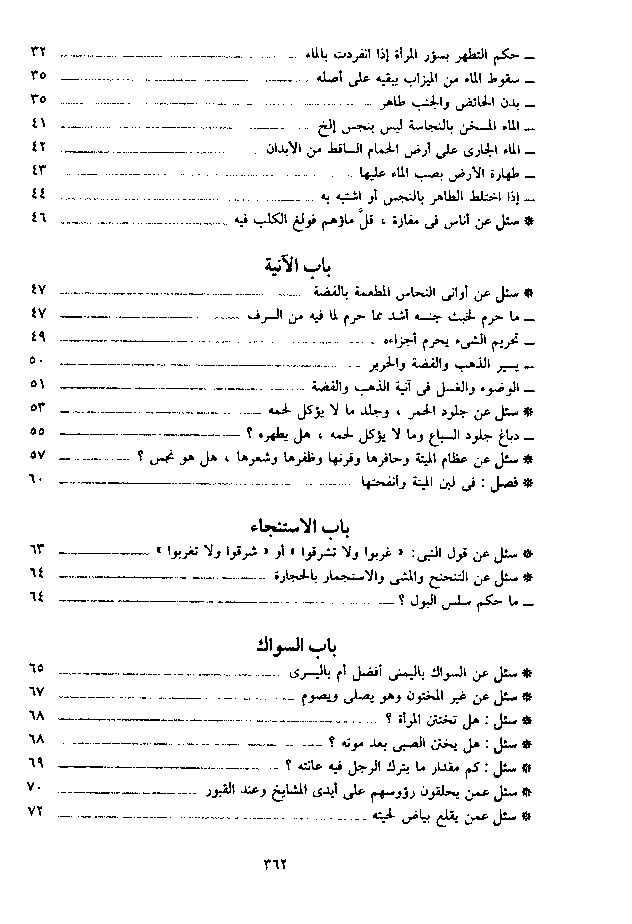 – حكم التطهر بسؤر المرأة إذا انفردت بالماء ٣٢
– سقوط الماء من الميزاب يبقيه على أصله ٣٥
– بدن الحائض والجنب طاهر ٣٥
– الماء المسخن بالنجاسة ليس بنجس إلخ ٤١
– الماء الجارى على أرض الحمام الساقط من الأبدان ٤٢
– طهارة الأرض بصب الماء عليها ٤٣
– إذا اختلط الطاهر بالنجس أو اشتبه به ٤٤
* سئل عن أناس فى مفازة ، قلَّ ماؤهم فولغ الكلب فيه ٤٦
باب الآنية
* سئل عن أوانى النحاس المطعمة بالفضة ٤٧
– ما حرم لخبث جنسه أشد مما حرم لما فيه من السرف ٤٧
– تحريم الشىء يحرم أجزاءه ٤٩
– يسير الذهب والفضة والحرير ٥٠
– الوضوء والغسل فى آنية الذهب والفضة ٥١
* سئل عن جلود الحمر ، وجلد ما لا يؤكل لحمه ٥٣
– دباغ جلود السباع وما لا يؤكل لحمه ، هل يطهره ؟ ٥٥
* سئل عن عظام الميتة وحافرها وقرنها وظفرها وشعرها ، هل هو نجس ؟ ٥٧
* فصل : فى لبن الميتة وأنفحتها ٦٠
باب الاستنجاء
* سئل عن قول النبى: « غربوا ولا تشرقوا » أو « شرقوا ولا تغربوا » ٦٣
* سئل عن التنحنح والمشى والاستجمار بالحجارة ٦٤
– ما حكم سلس البول ؟ ٦٤
باب السواك
* سئل عن السواك باليمنى أفضل أم باليسرى ٦٥
* سئل عن غير المختون وهو يصلى ويصوم ٦٧
* سئل : هل تختتن المرأة ؟ ٦٨
* سئل : هل يختن الصبى بعد موته ؟ ٦٨
* سئل : كم مقدار ما يترك الرجل فيه عانته ؟ ٦٩
* سئل عمن يحلقون رؤوسهم على أيدى المشايخ وعند القبور ٧٠
* سئل عمن يقلع بياض لحيته ٧٢
٣٦٢